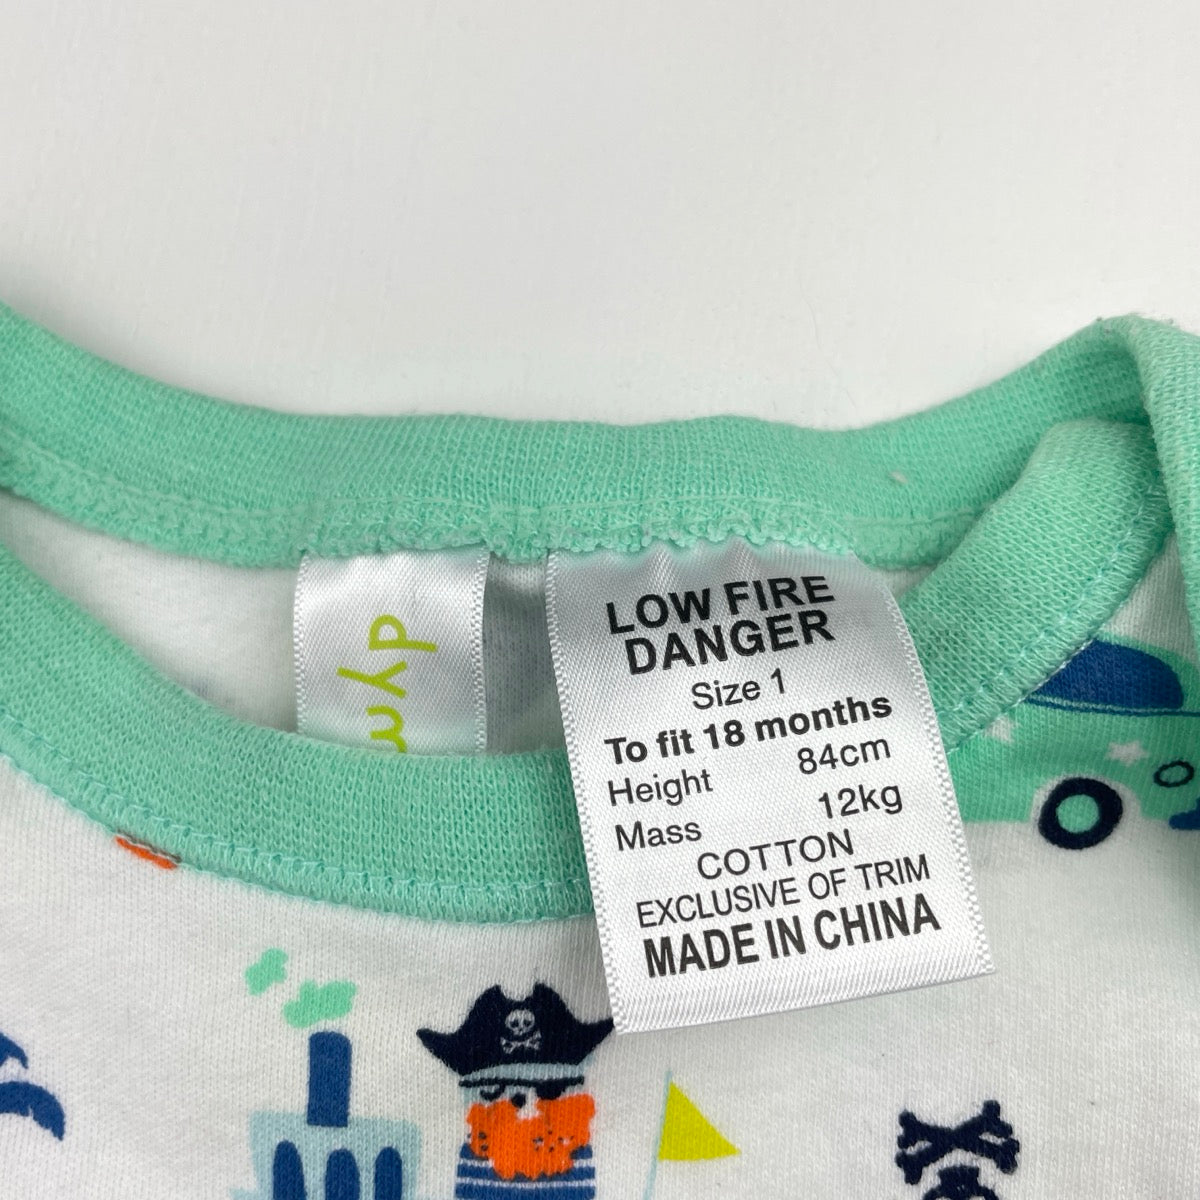 dym
LOW FIRE
DANGER
Size 1
To fit 18 months
Height 84cm
Mass 12kg
COTTON
EXCLUSIVE OF TRIM
MADE IN CHINA